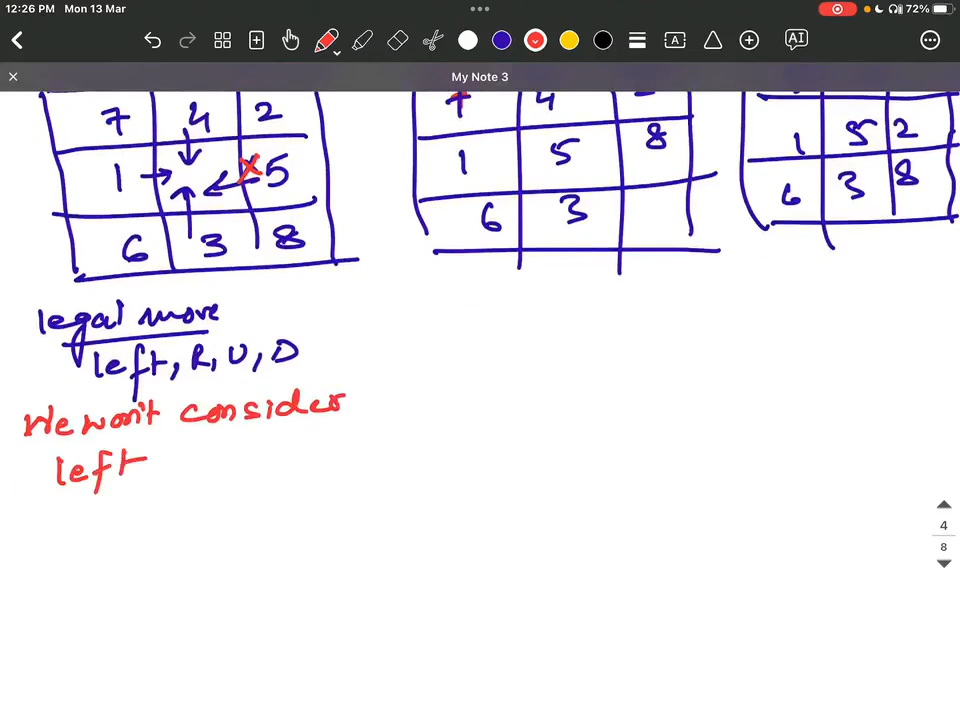 12:26 PM Mon 13 Mar
72%
A
AI
My Note 3
7 4 2
1 x 5
6 3 8
7 4
1 5 8
6 3
1 5 2
6 3 8
legal move
left, R, U, D
We won't consider
left
4
8